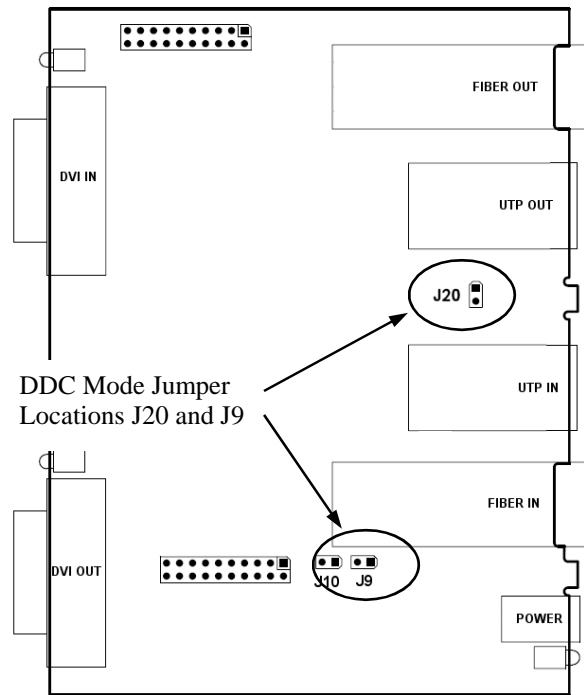 FIBER OUT
DVI IN
UTP OUT
J20
DDC Mode Jumper
Locations J20 and J9
UTP IN
FIBER IN
DVI OUT
J10 J9
POWER